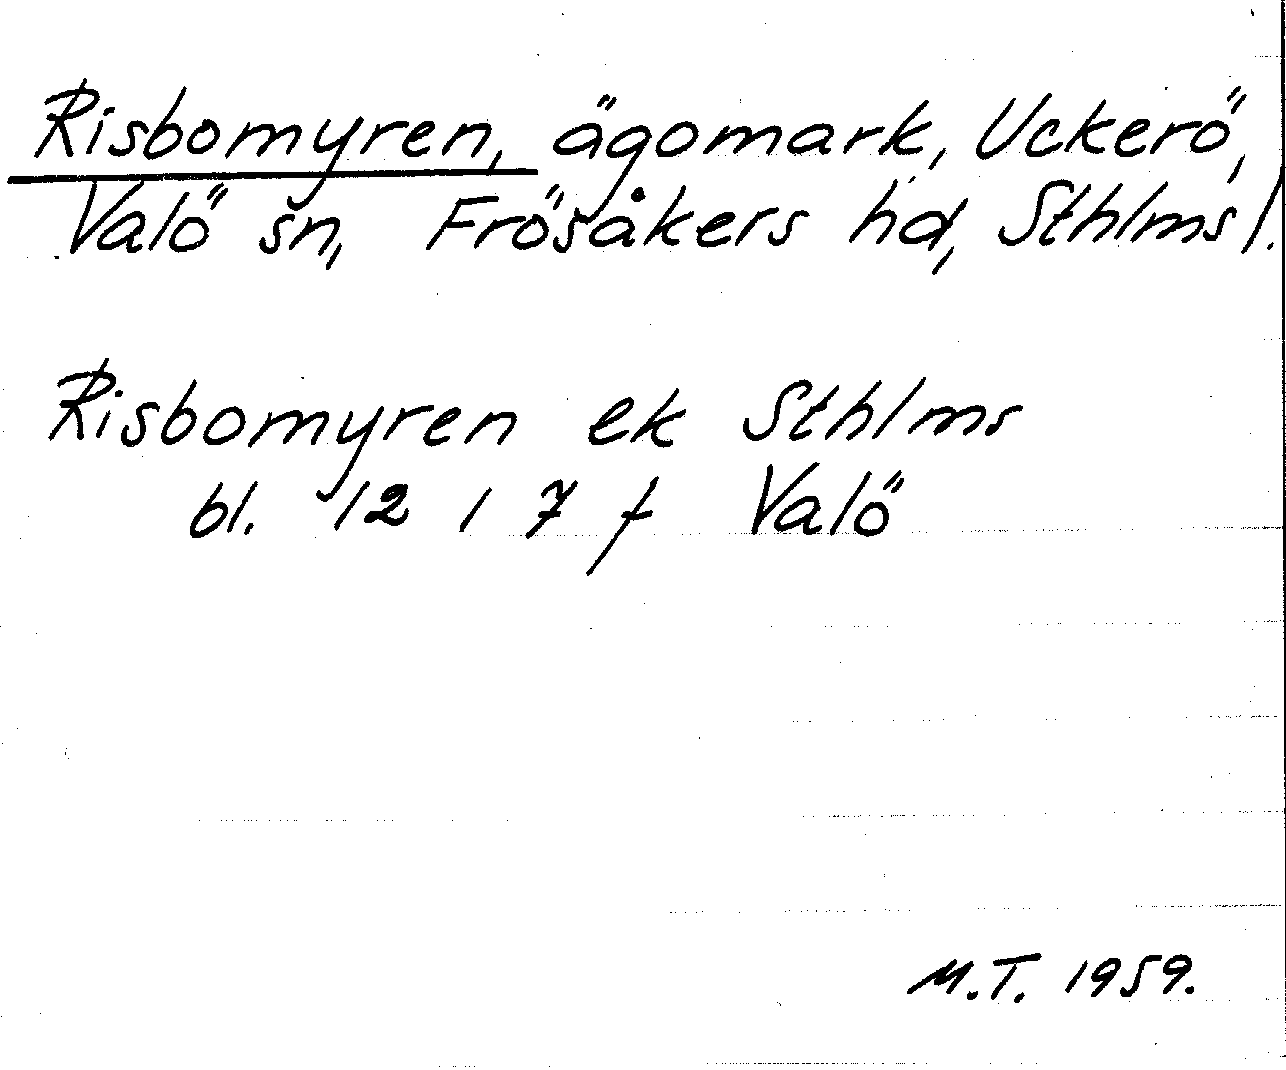 Risbomyren, ägomark, Uckerö,
Valö sn, Frösåkers hd, Sthlms l.
Risbomyren ek Sthlms
bl. 12 I 7 f Valö
M.T. 1959.